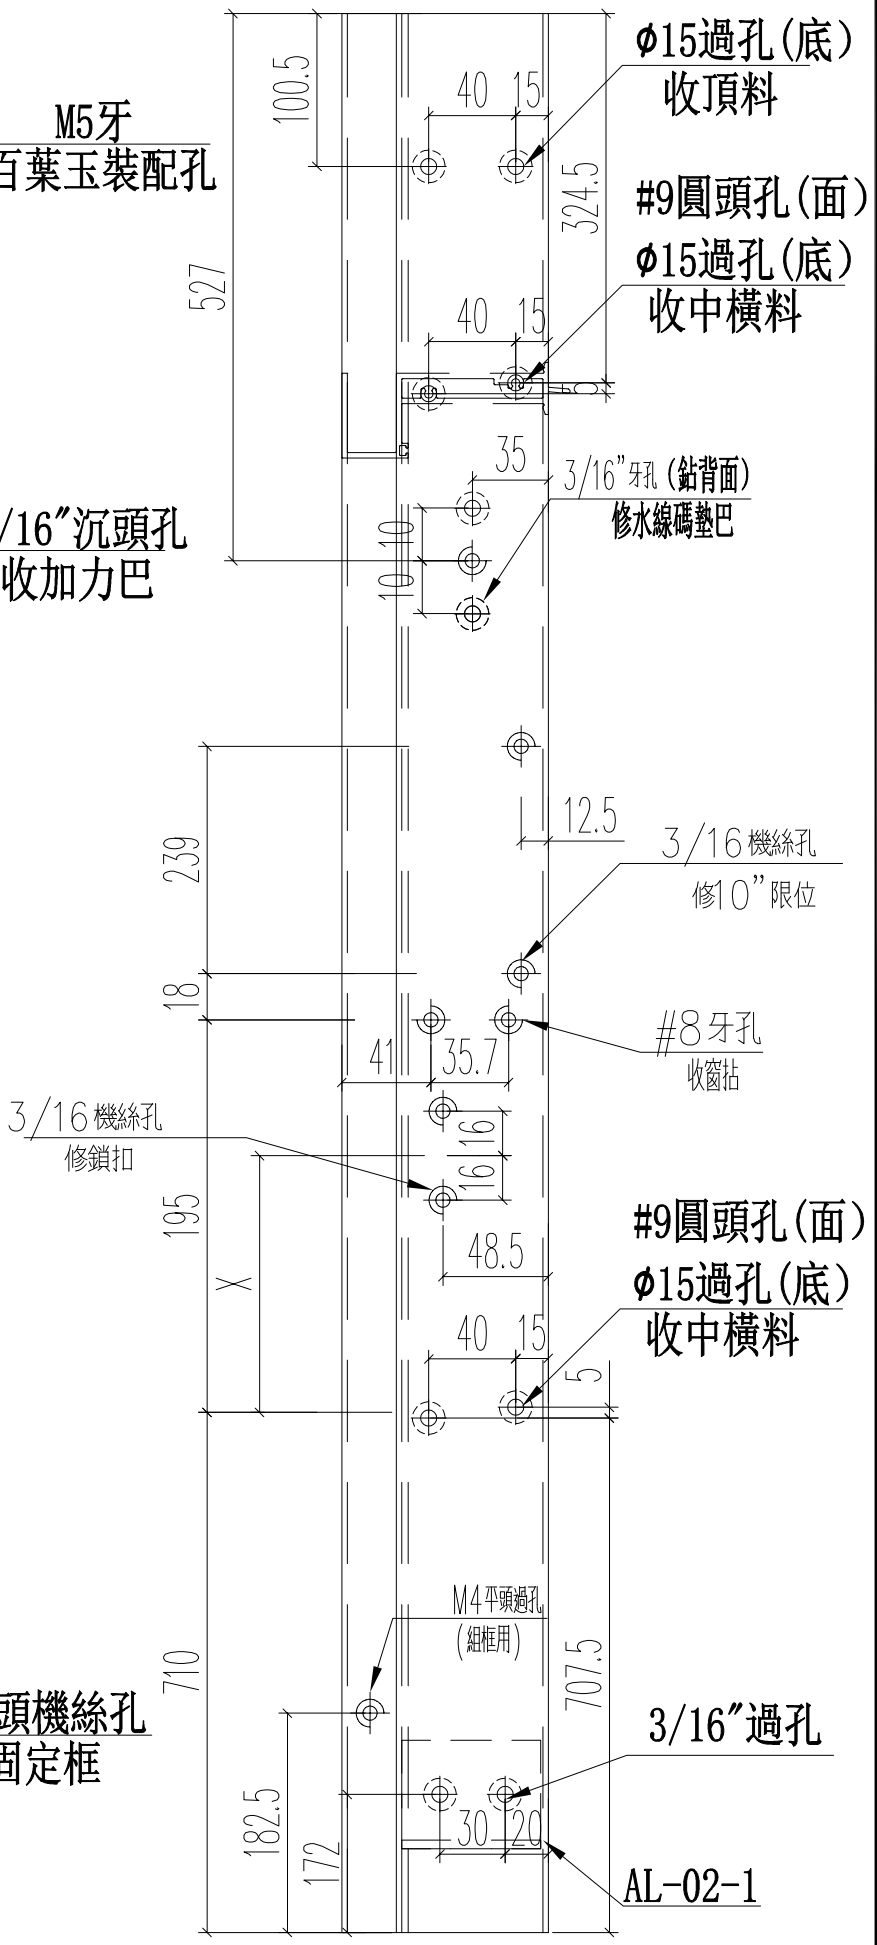 φ15過孔(底)
收頂料
100.5
40
15
M5牙
百葉玉裝配孔
324.5
#9圓頭孔(面)
φ15過孔(底)
收中橫料
527
40
15
35
3/16"牙孔(鉆背面)
修水線碼墊巴
/16"沉頭孔
收加力巴
10
10
12.5
3/16機絲孔
修10"限位
239
18
#8牙孔
收窗拈
41
35.7
3/16機絲孔
修鎖扣
16
16
195
X
48.5
#9圓頭孔(面)
φ15過孔(底)
收中橫料
40
15
5
M4平頭過孔
(組框用)
710
707.5
頭機絲孔
固定框
3/16"過孔
182.5
172
30
20
AL-02-1